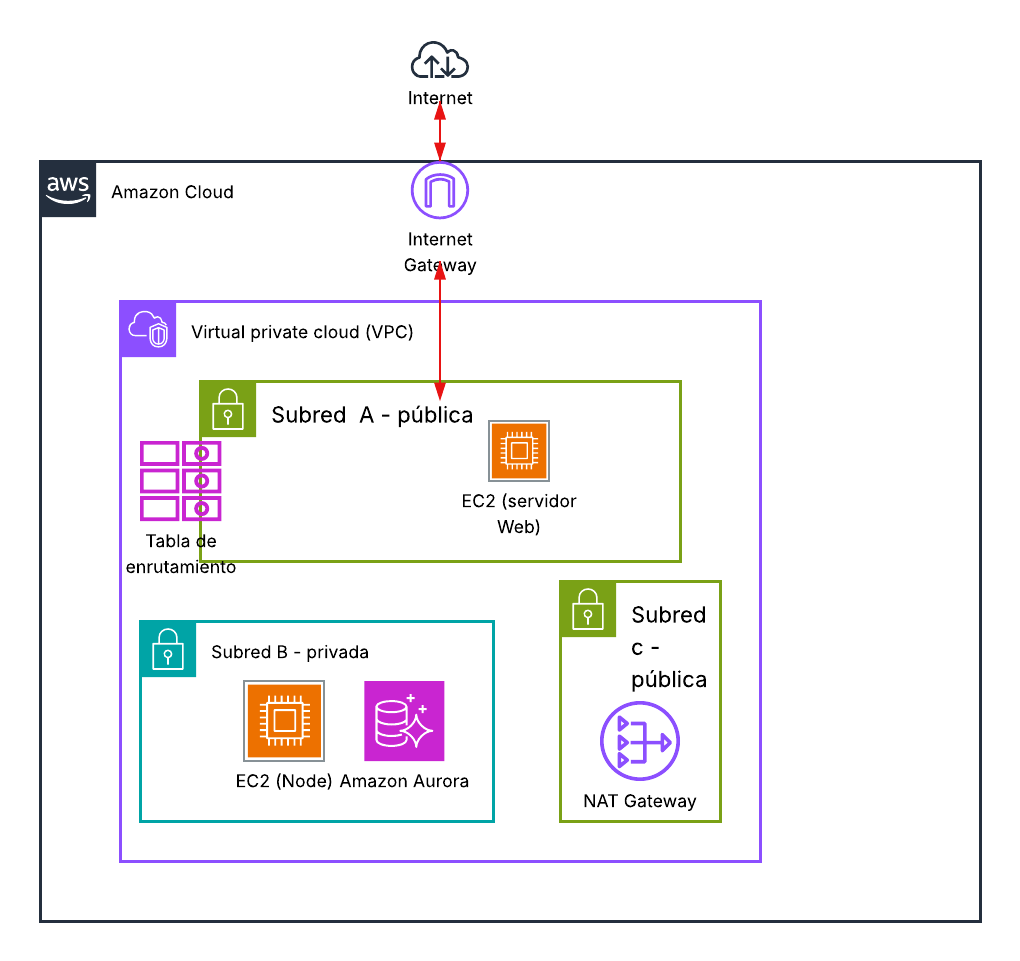 Internet
aws
Amazon Cloud
Internet
Gateway
Virtual private cloud (VPC)
Subred  A - pública
EC2 (servidor
Web)
Tabla de
enrutamiento
Subred
c -
pública
Subred B - privada
EC2 (Node)
Amazon Aurora
NAT Gateway